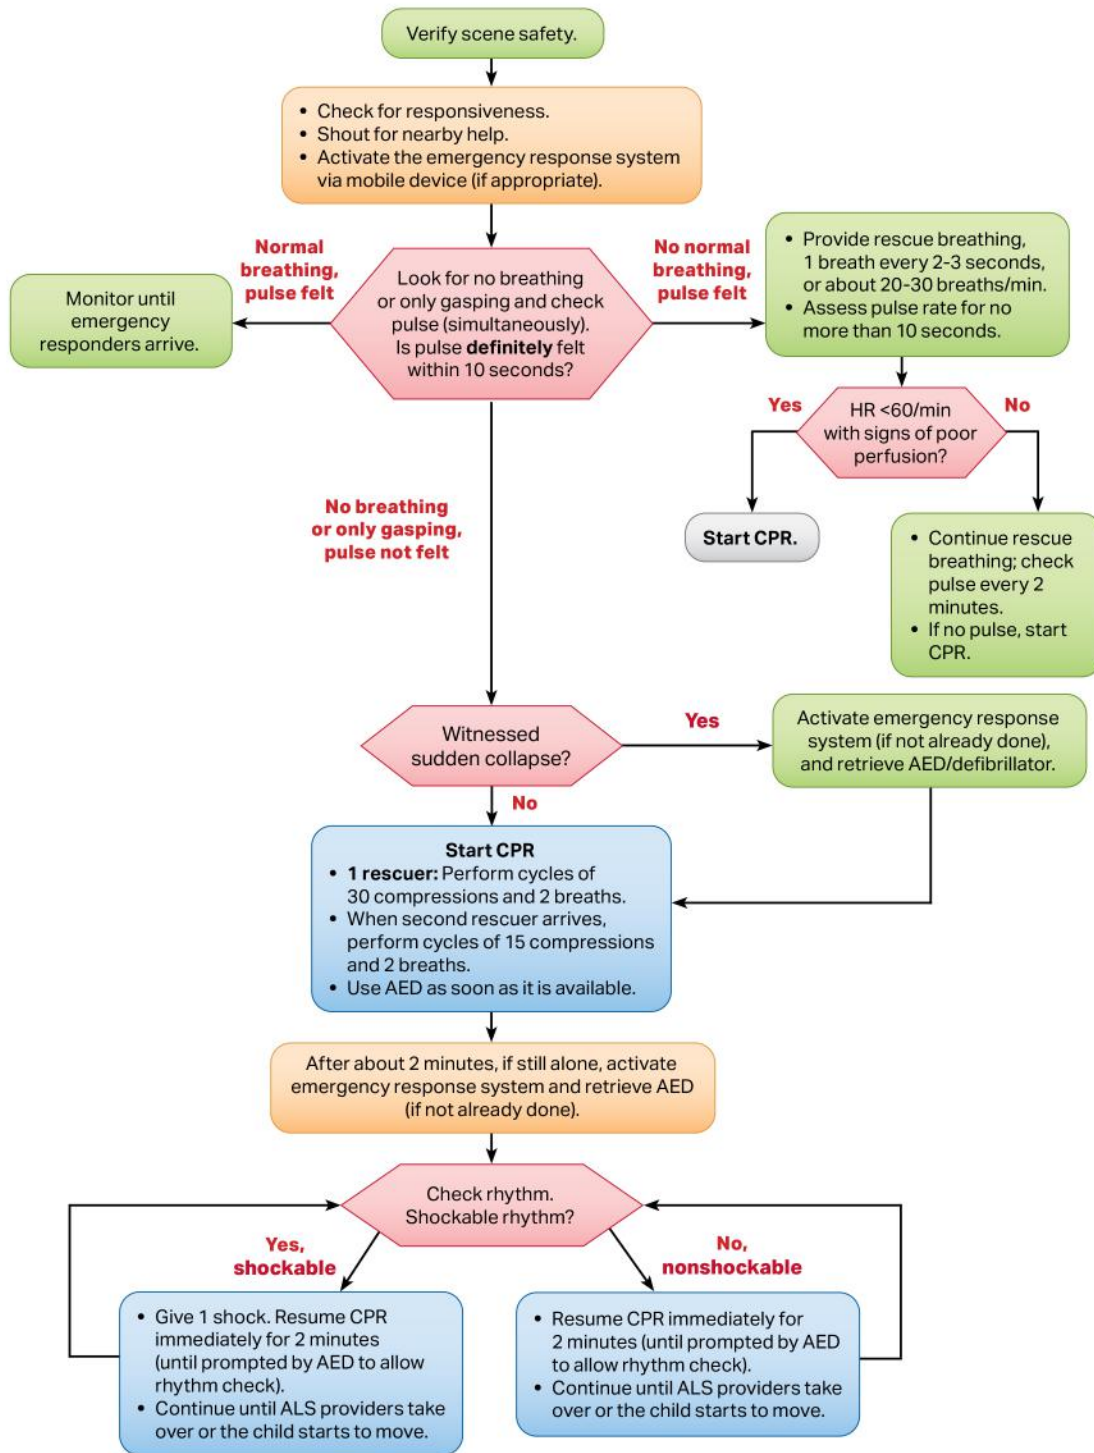 Verify scene safety.
• Check for responsiveness.
• Shout for nearby help.
• Activate the emergency response system
via mobile device (if appropriate).
Normal
breathing,
pulse felt
Look for no breathing
or only gasping and check
pulse (simultaneously).
Is pulse definitely felt
within 10 seconds?
No normal
breathing,
pulse felt
Monitor until
emergency
responders arrive.
• Provide rescue breathing,
1 breath every 2-3 seconds,
or about 20-30 breaths/min.
• Assess pulse rate for no
more than 10 seconds.
Yes
HR <60/min
with signs of poor
perfusion?
No
Start CPR.
• Continue rescue
breathing; check
pulse every 2
minutes.
• If no pulse, start
CPR.
No breathing
or only gasping,
pulse not felt
Witnessed
sudden collapse?
Yes
Activate emergency response
system (if not already done),
and retrieve AED/defibrillator.
No
Start CPR
• 1 rescuer: Perform cycles of
30 compressions and 2 breaths.
• When second rescuer arrives,
perform cycles of 15 compressions
and 2 breaths.
• Use AED as soon as it is available.
After about 2 minutes, if still alone, activate
emergency response system and retrieve AED
(if not already done).
Check rhythm.
Shockable rhythm?
Yes,
shockable
No,
nonshockable
• Give 1 shock. Resume CPR
immediately for 2 minutes
(until prompted by AED to allow
rhythm check).
• Continue until ALS providers take
over or the child starts to move.
• Resume CPR immediately for
2 minutes (until prompted by AED
to allow rhythm check).
• Continue until ALS providers take
over or the child starts to move.